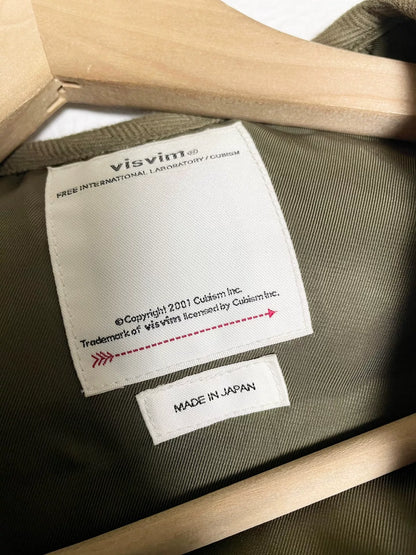 visvim®
FREE INTERNATIONAL LABORATORY / CUBISM
©Copyright 2001 Cubism Inc.
Trademark of visvim licensed by Cubism Inc.
MADE IN JAPAN